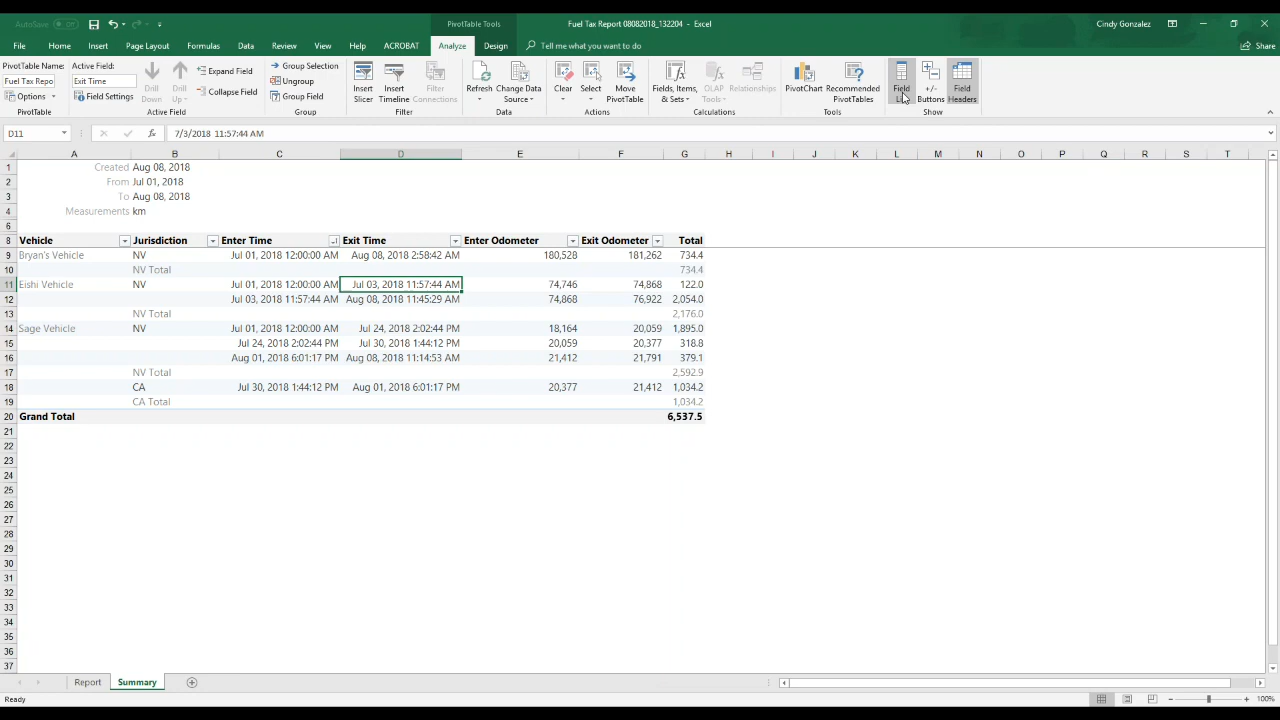 AutoSave Off PivotTable Tools Fuel Tax Report 08082018_132204 - Excel Cindy Gonzalez
File Home Insert Page Layout Formulas Data Review View Help ACROBAT Analyze Design Tell me what you want to do Share
PivotTable Name: Active Field: Expand Field Group Selection
Fuel Tax Repo Exit Time Drill Down Drill Up Collapse Field Ungroup Insert Slicer Insert Timeline Filter Connections Refresh Change Data Source Clear Select Move PivotTable Fields, Items, & Sets OLAP Tools Relationships PivotChart Recommended PivotTables Field +/- Buttons Field Headers
Options Field Settings Group Field
PivotTable Active Field Group Filter Data Actions Calculations Tools Show
D11 fx 7/3/2018 11:57:44 AM
A B C D E F G H I J K L M N O P Q R S T
1 Created Aug 08, 2018
2 From Jul 01, 2018
3 To Aug 08, 2018
4 Measurements km
6
8 Vehicle Jurisdiction Enter Time Exit Time Enter Odometer Exit Odometer Total
9 Bryan's Vehicle NV Jul 01, 2018 12:00:00 AM Aug 08, 2018 2:58:42 AM 180,528 181,262 734.4
10 NV Total 734.4
11 Eishi Vehicle NV Jul 01, 2018 12:00:00 AM Jul 03, 2018 11:57:44 AM 74,746 74,868 122.0
12 Jul 03, 2018 11:57:44 AM Aug 08, 2018 11:45:29 AM 74,868 76,922 2,054.0
13 NV Total 2,176.0
14 Sage Vehicle NV Jul 01, 2018 12:00:00 AM Jul 24, 2018 2:02:44 PM 18,164 20,059 1,895.0
15 Jul 24, 2018 2:02:44 PM Jul 30, 2018 1:44:12 PM 20,059 20,377 318.8
16 Aug 01, 2018 6:01:17 PM Aug 08, 2018 11:14:53 AM 21,412 21,791 379.1
17 NV Total 2,592.9
18 CA Jul 30, 2018 1:44:12 PM Aug 01, 2018 6:01:17 PM 20,377 21,412 1,034.2
19 CA Total 1,034.2
20 Grand Total 6,537.5
21
22
23
24
25
26
27
28
29
30
31
32
33
34
35
36
37
Report Summary
Ready 100%